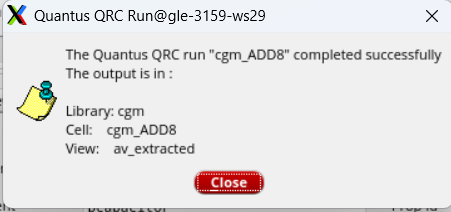 Quantus QRC Run@gle-3159-ws29
The Quantus QRC run "cgm_ADD8" completed successfully
The output is in :
Library: cgm
Cell: cgm_ADD8
View: av_extracted
Close